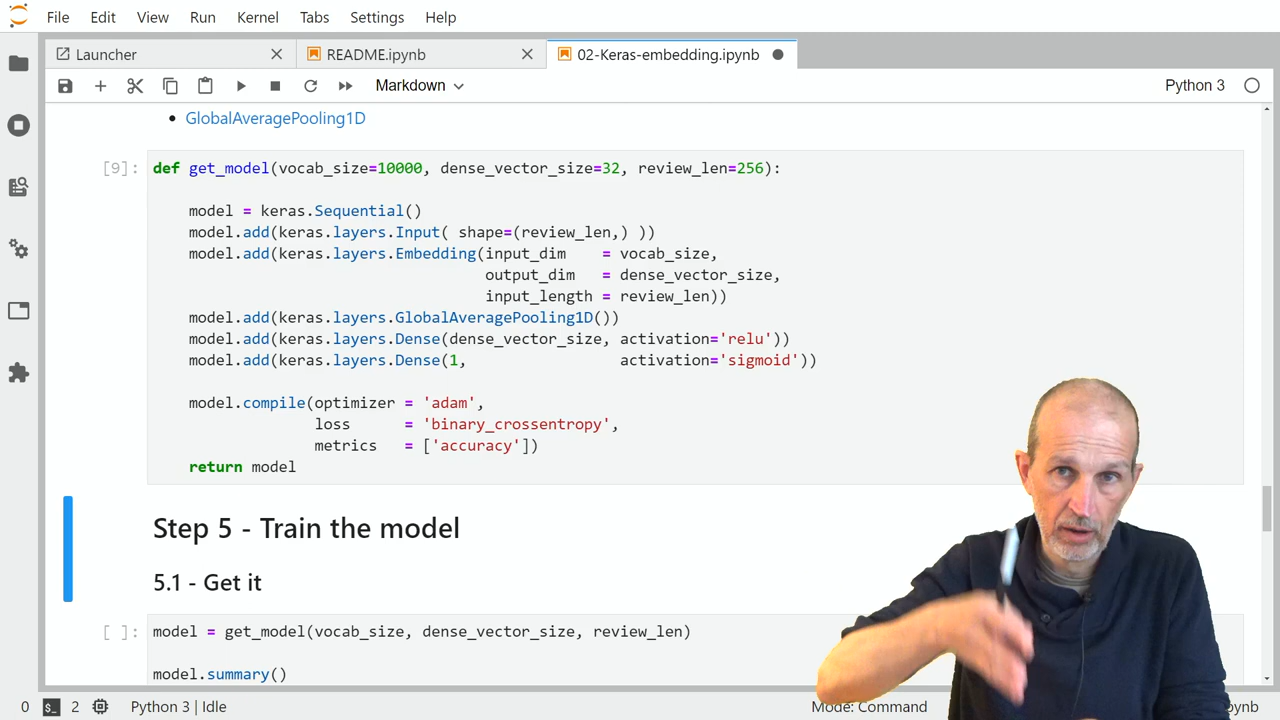 File Edit View Run Kernel Tabs Settings Help
Launcher README.ipynb 02-Keras-embedding.ipynb
Markdown Python 3
GlobalAveragePooling1D
[9]: def get_model(vocab_size=10000, dense_vector_size=32, review_len=256):
model = keras.Sequential()
model.add(keras.layers.Input( shape=(review_len,) ))
model.add(keras.layers.Embedding(input_dim = vocab_size,
output_dim = dense_vector_size,
input_length = review_len))
model.add(keras.layers.GlobalAveragePooling1D())
model.add(keras.layers.Dense(dense_vector_size, activation='relu'))
model.add(keras.layers.Dense(1, activation='sigmoid'))
model.compile(optimizer = 'adam',
loss = 'binary_crossentropy',
metrics = ['accuracy'])
return model
Step 5 - Train the model
5.1 - Get it
[ ]: model = get_model(vocab_size, dense_vector_size, review_len)
model.summary()
0 2 Python 3 | Idle Mode: Command ynb